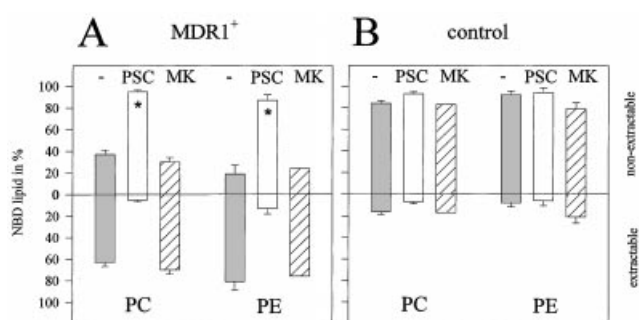 A MDR1+ B control
- PSC MK - PSC MK - PSC MK - PSC MK
* *
NBD lipid in %
100
80
60
40
20
0
20
40
60
80
100
non-extractable
extractable
PC PE PC PE